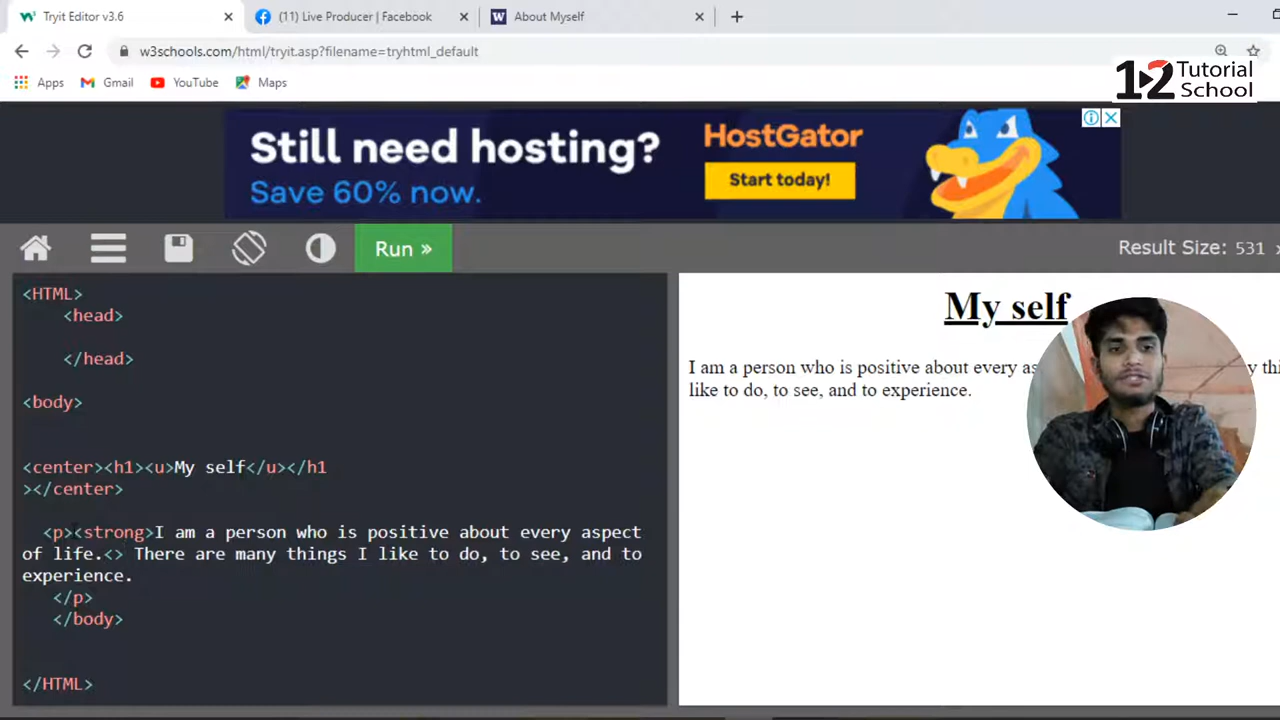 Tryit Editor v3.6
(11) Live Producer | Facebook
About Myself
w3schools.com/html/tryit.asp?filename=tryhtml_default
Apps
Gmail
YouTube
Maps
12 Tutorial
School
Still need hosting?
Save 60% now.
HostGator
Start today!
Run »
Result Size: 531
<HTML>
<head>
</head>
<body>
<center><h1><u>My self</u></h1
></center>
<p><strong>I am a person who is positive about every aspect
of life.<> There are many things I like to do, to see, and to
experience.
</p>
</body>
</HTML>
My self
I am a person who is positive about every
like to do, to see, and to experience.